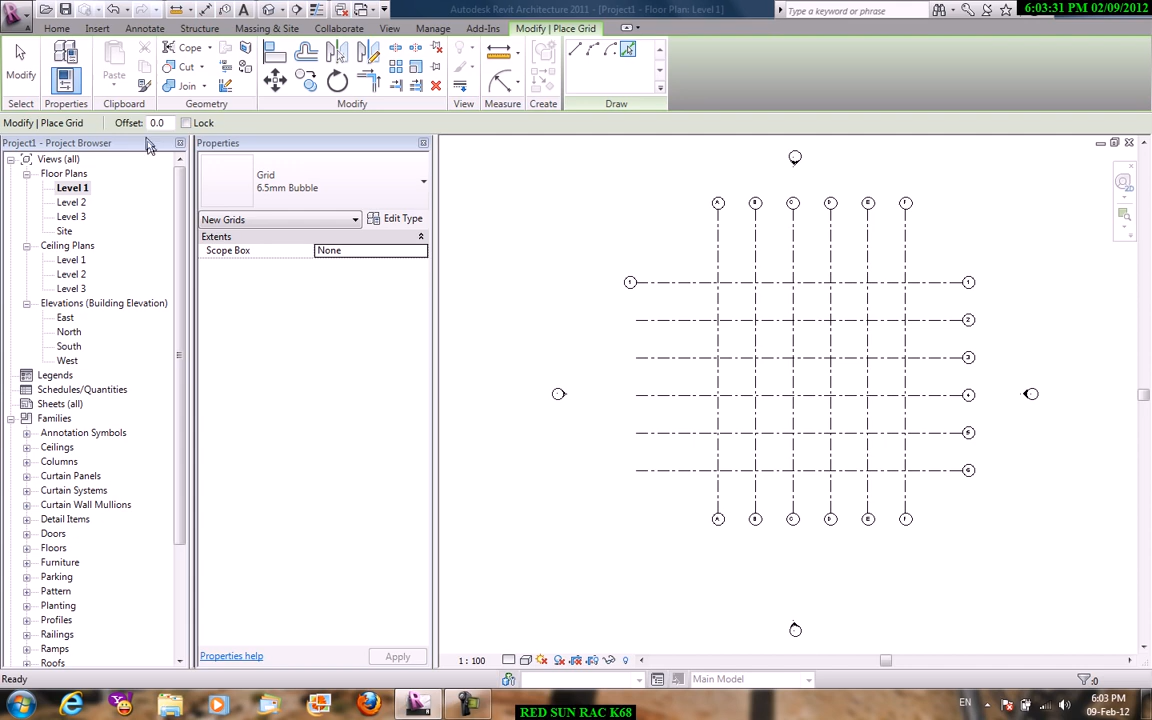 Autodesk Revit Architecture 2011 - [Project1 - Floor Plan: Level 1]
Type a keyword or phrase
6:03:31 PM 02/09/2012
Home Insert Annotate Structure Massing & Site Collaborate View Manage Add-Ins Modify | Place Grid
Cope
Cut
Join
Modify
Paste
Select Properties Clipboard Geometry Modify View Measure Create Draw
Modify | Place Grid Offset: 0.0 Lock
Project1 - Project Browser
Views (all)
Floor Plans
Level 1
Level 2
Level 3
Site
Ceiling Plans
Level 1
Level 2
Level 3
Elevations (Building Elevation)
East
North
South
West
Legends
Schedules/Quantities
Sheets (all)
Families
Annotation Symbols
Ceilings
Columns
Curtain Panels
Curtain Systems
Curtain Wall Mullions
Detail Items
Doors
Floors
Furniture
Parking
Pattern
Planting
Profiles
Railings
Ramps
Roofs
Properties
Grid
6.5mm Bubble
New Grids
Edit Type
Extents
Scope Box None
Properties help
Apply
A B C D E F
1 1
2
3
4
5
6
A B C D E F
2D
1 : 100
Ready
Main Model
:0
EN
6:03 PM
09-Feb-12
RED SUN RAC K68